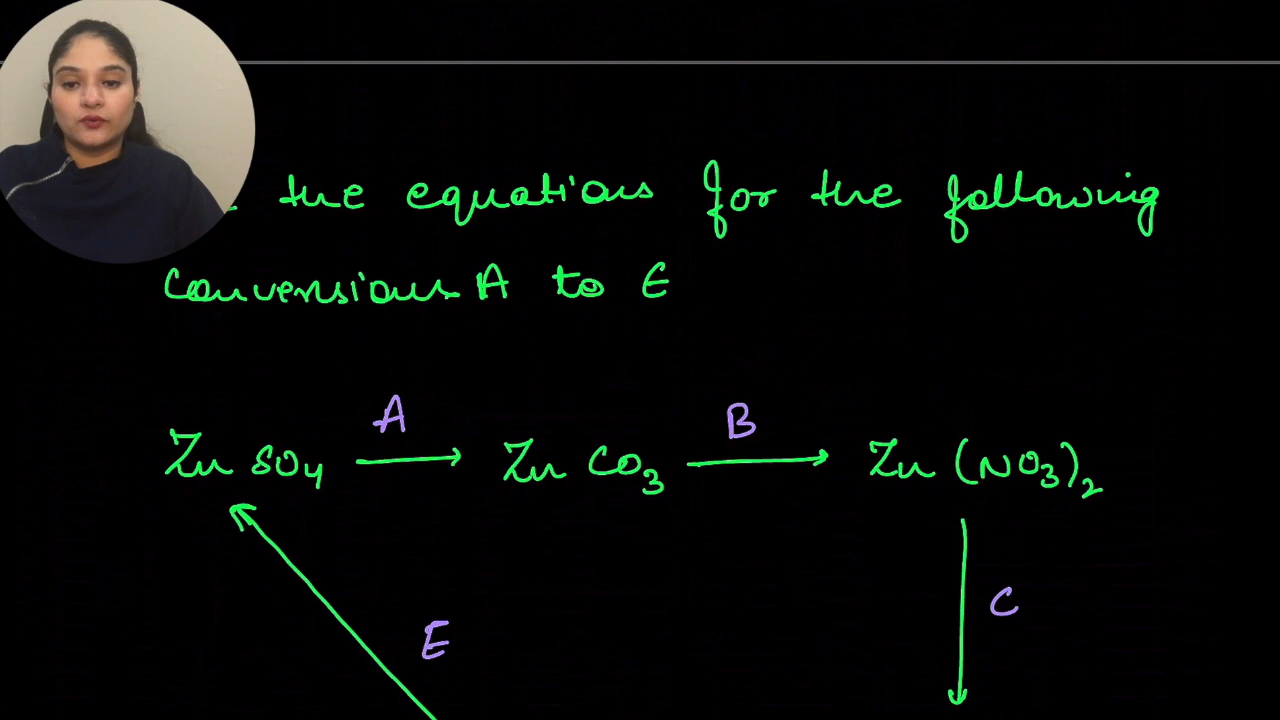 the equations for the following
conversions A to E
A B
ZnSO4 → ZnCO3 → Zn(NO3)2
C
E